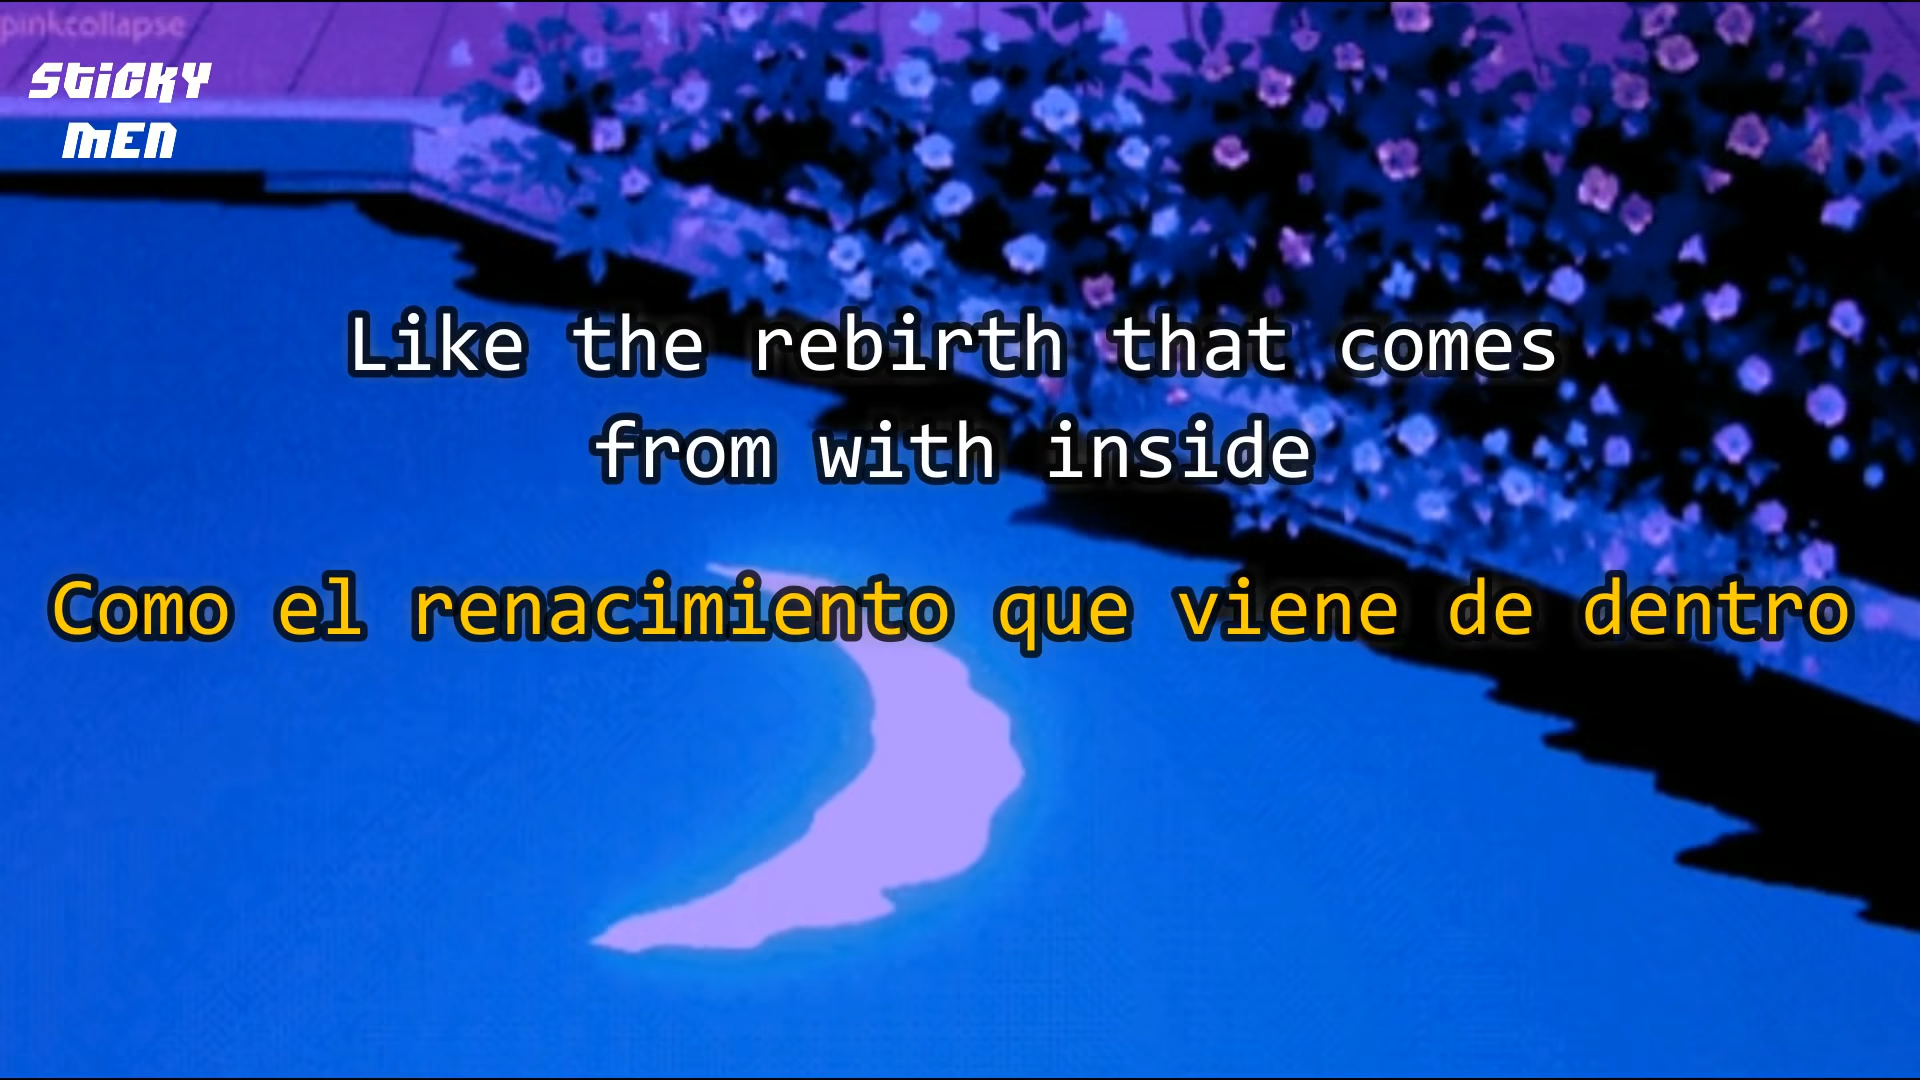 pinkcollapse
STICKY
MEN
Like the rebirth that comes
from with inside
Como el renacimiento que viene de dentro